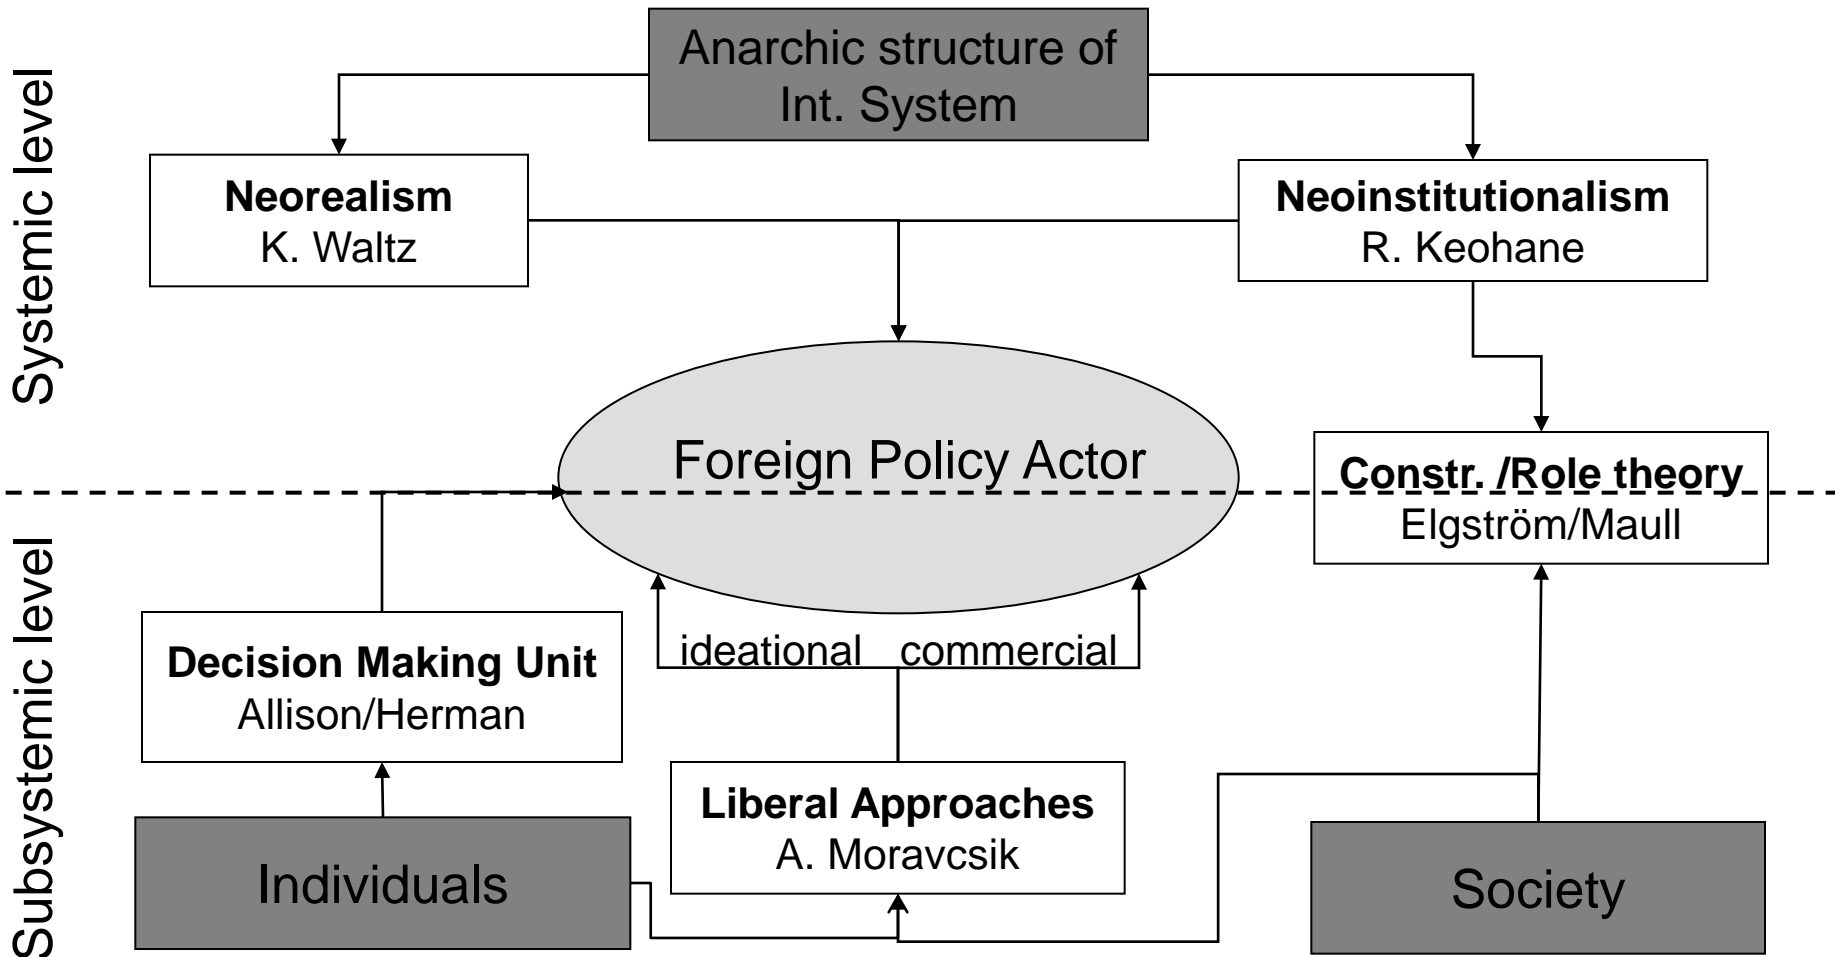 Systemic level
Anarchic structure of
Int. System
Neorealism
K. Waltz
Neoinstitutionalism
R. Keohane
Foreign Policy Actor
Constr. /Role theory
Elgström/Maull
Subsystemic level
Decision Making Unit
Allison/Herman
ideational
commercial
Liberal Approaches
A. Moravcsik
Individuals
Society